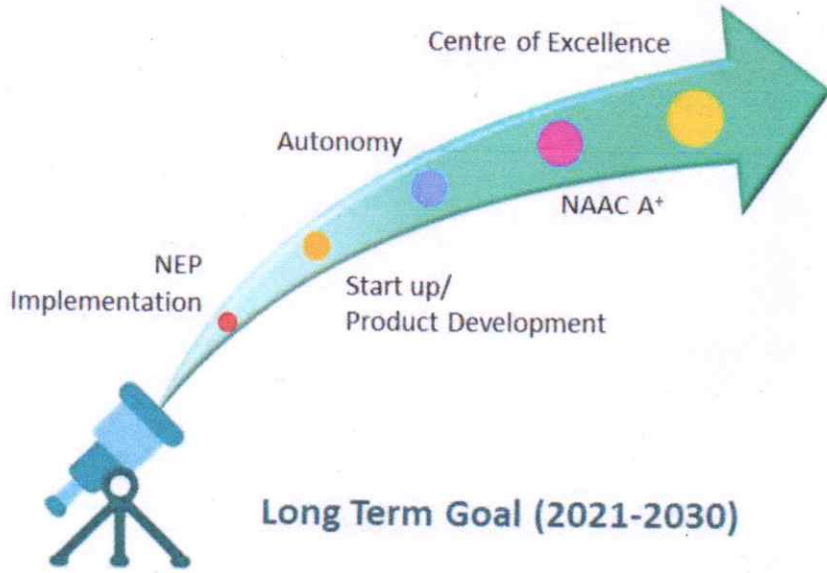 Centre of Excellence
Autonomy
NAAC A⁺
NEP
Implementation
Start up/
Product Development
Long Term Goal (2021-2030)